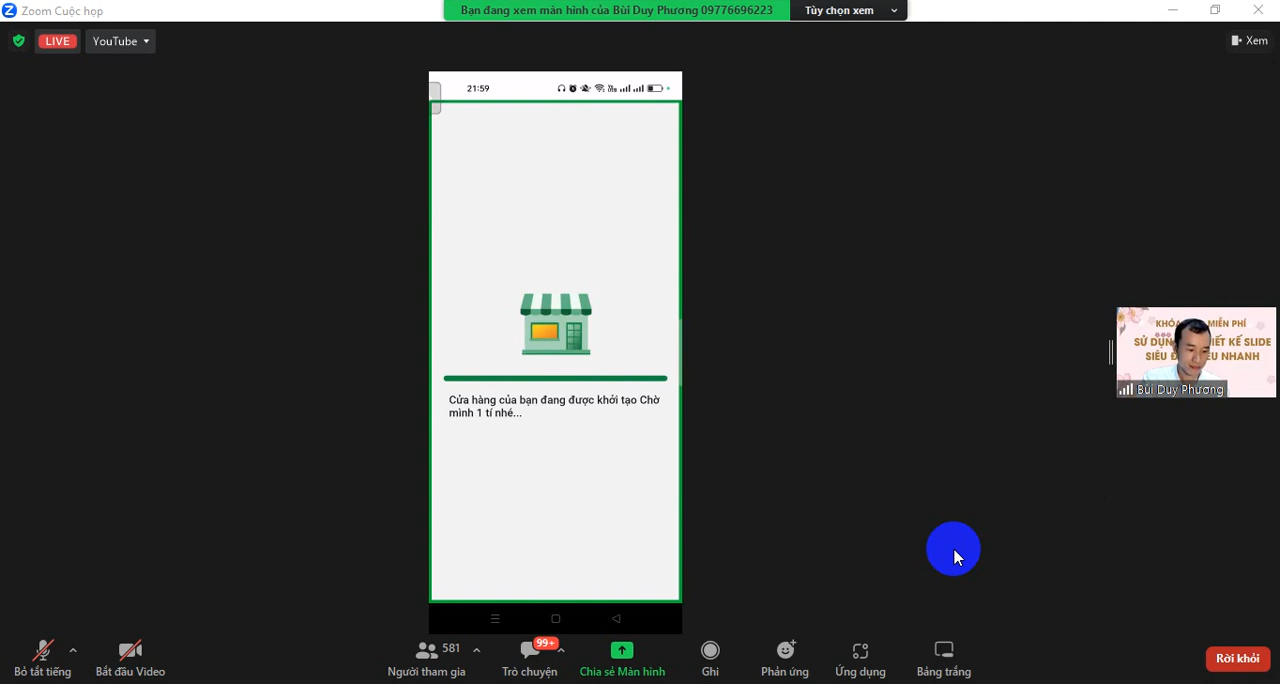 Zoom Cuộc họp
Bạn đang xem màn hình của Bùi Duy Phương 09776696223
Tùy chọn xem
LIVE
YouTube
Xem
21:59
Cửa hàng của bạn đang được khởi tạo Chờ
mình 1 tí nhé...
KHÓA MIỄN PHÍ
SỬ DỤN IẾT KẾ SLIDE
SIÊU Đ ÊU NHANH
Bùi Duy Phương
Bỏ tắt tiếng
Bắt đầu Video
581
Người tham gia
99+
Trò chuyện
Chia sẻ Màn hình
Ghi
Phản ứng
Ứng dụng
Bảng trắng
Rời khỏi